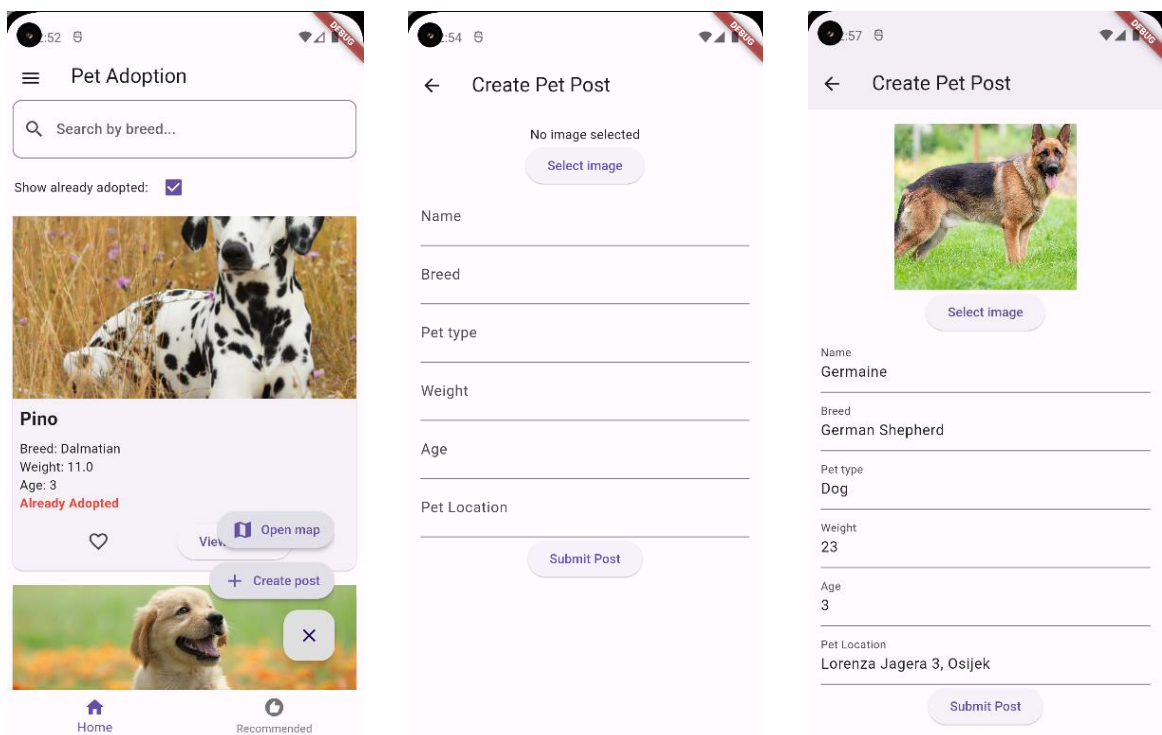 :52
DEBUG
Pet Adoption
Search by breed...
Show already adopted:
Pino
Breed: Dalmatian
Weight: 11.0
Age: 3
Already Adopted
Open map
Create post
Home
Recommended
:54
DEBUG
Create Pet Post
No image selected
Select image
Name
Breed
Pet type
Weight
Age
Pet Location
Submit Post
:57
DEBUG
Create Pet Post
Select image
Name
Germaine
Breed
German Shepherd
Pet type
Dog
Weight
23
Age
3
Pet Location
Lorenza Jagera 3, Osijek
Submit Post